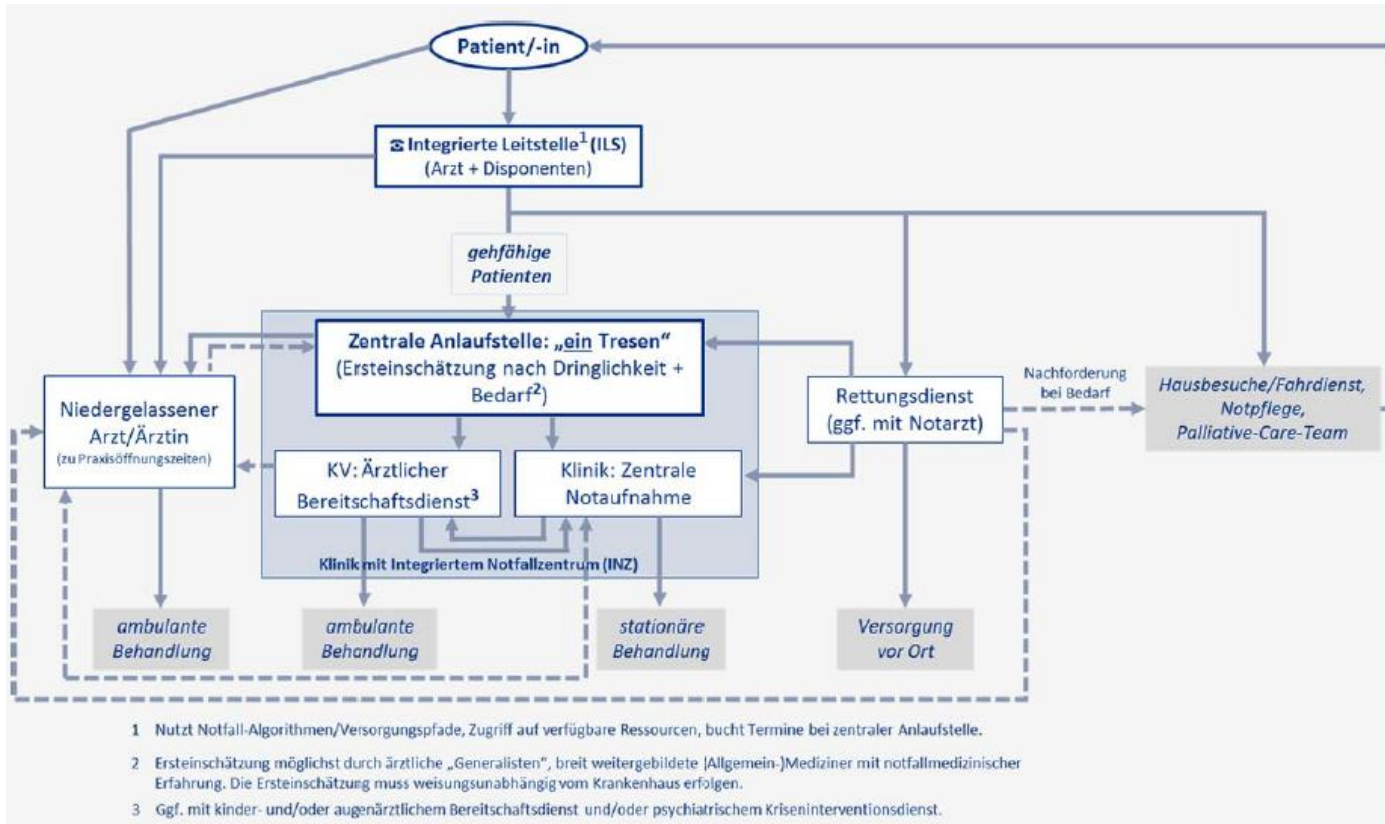 Patient/-in
☎ Integrierte Leitstelle¹ (ILS)
(Arzt + Disponenten)
gehfähige
Patienten
Zentrale Anlaufstelle: „ein Tresen“
(Ersteinschätzung nach Dringlichkeit +
Bedarf²)
Niedergelassener
Arzt/Ärztin
(zu Praxisöffnungszeiten)
KV: Ärztlicher
Bereitschaftsdienst³
Klinik: Zentrale
Notaufnahme
Klinik mit Integriertem Notfallzentrum (INZ)
Rettungsdienst
(ggf. mit Notarzt)
Nachforderung
bei Bedarf
Hausbesuche/Fahrdienst,
Notpflege,
Palliative-Care-Team
ambulante
Behandlung
ambulante
Behandlung
stationäre
Behandlung
Versorgung
vor Ort
1 Nutzt Notfall-Algorithmen/Versorgungspfade, Zugriff auf verfügbare Ressourcen, bucht Termine bei zentraler Anlaufstelle.
2 Ersteinschätzung möglichst durch ärztliche „Generalisten“, breit weitergebildete (Allgemein-)Mediziner mit notfallmedizinischer
Erfahrung. Die Ersteinschätzung muss weisungsunabhängig vom Krankenhaus erfolgen.
3 Ggf. mit kinder- und/oder augenärztlichem Bereitschaftsdienst und/oder psychiatrischem Kriseninterventionsdienst.